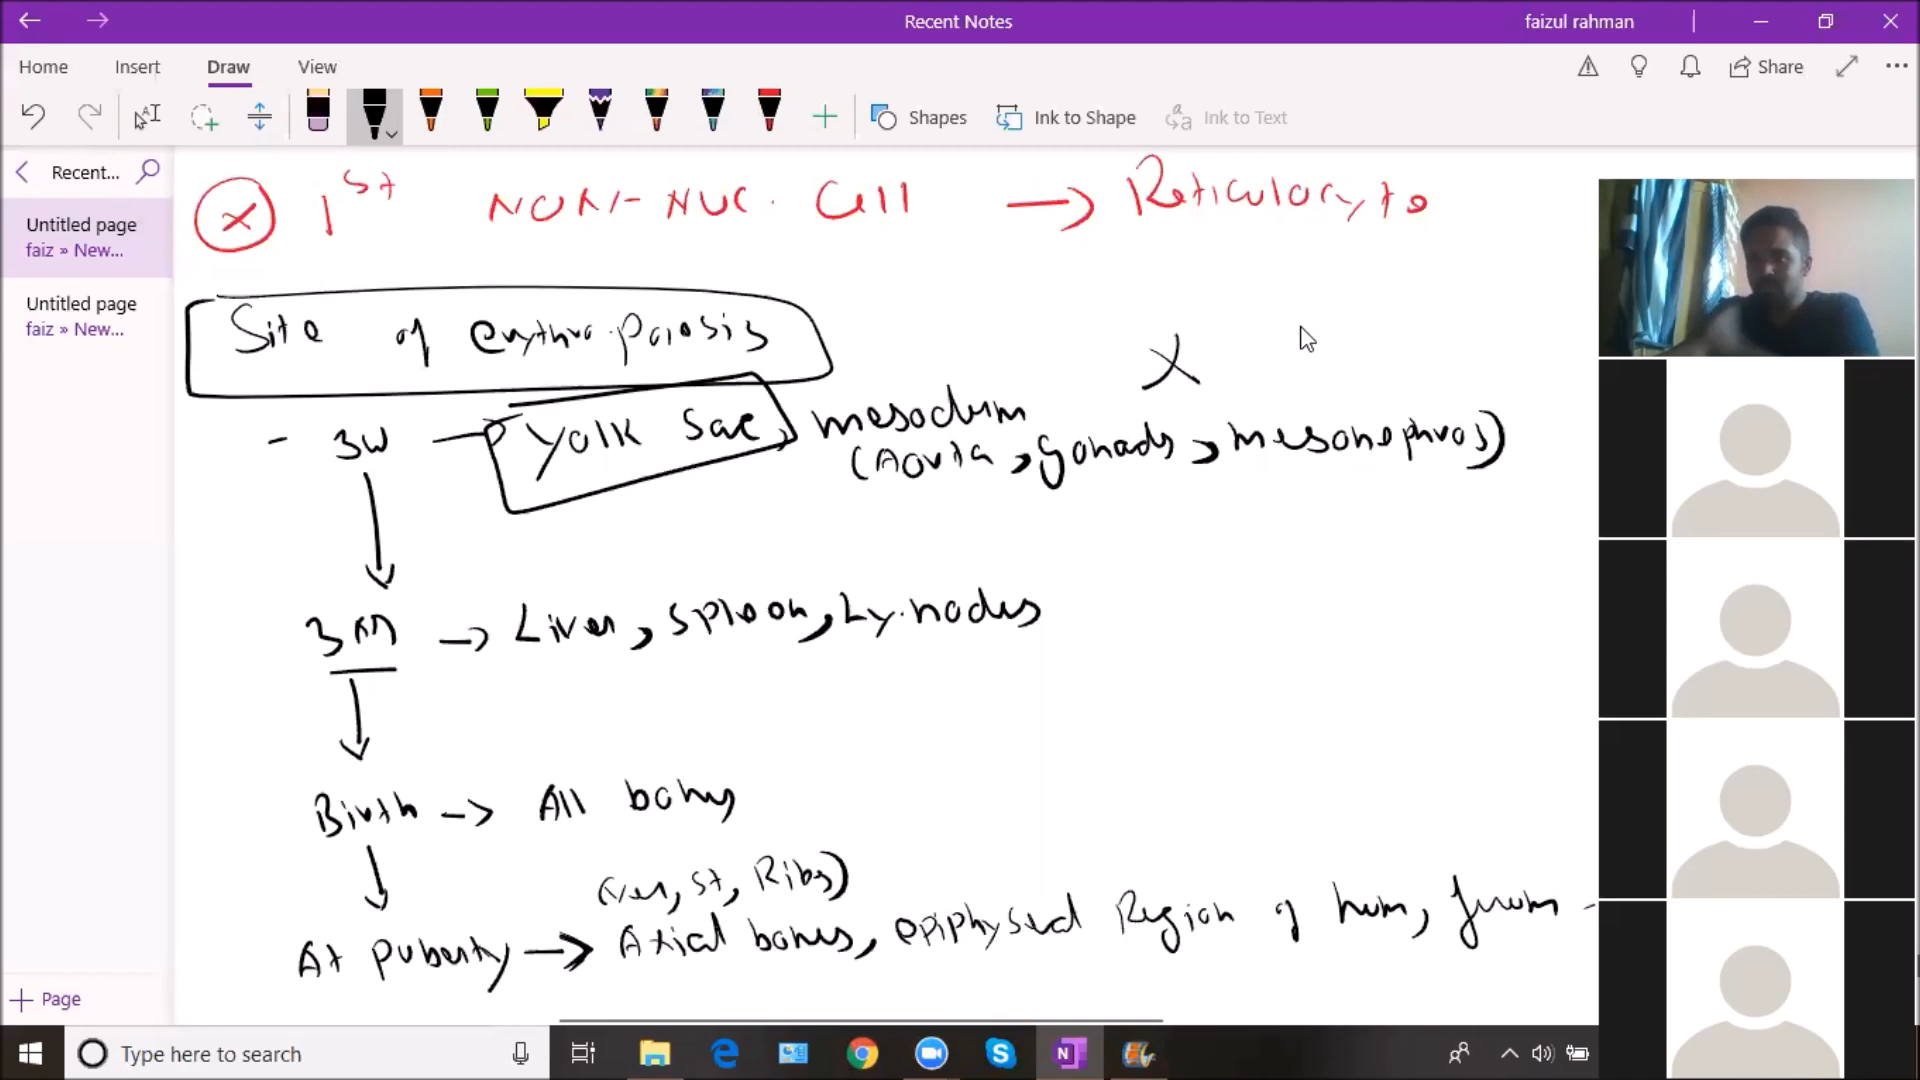 Recent Notes
faizul rahman
Home Insert Draw View
Share
Shapes Ink to Shape Ink to Text
Recent...
Untitled page
faiz » New...
Untitled page
faiz » New...
Page
x 1st NON-NUC. Cell → Reticulocyte
Site of erythropoiesis
- 3W → Yolk Sac, mesoderm
(Aorta, gonads, mesonephros)
3M → Liver, spleen, Ly. nodes
Birth → All bones
(ver, st, Ribs)
At puberty → Axial bones, epiphyseal Region of hum, femm -
Type here to search